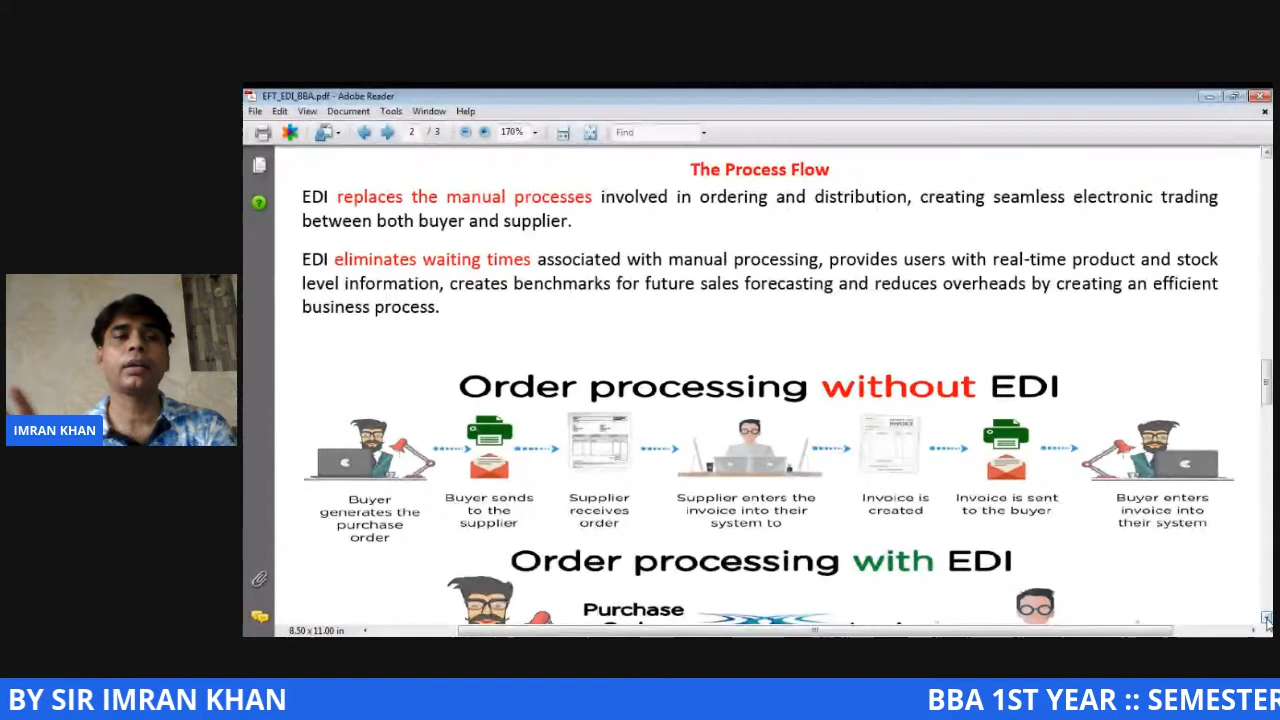 EFT_EDI_BBA.pdf - Adobe Reader
File Edit View Document Tools Window Help
2 / 3 170% Find
The Process Flow
EDI replaces the manual processes involved in ordering and distribution, creating seamless electronic trading
between both buyer and supplier.
EDI eliminates waiting times associated with manual processing, provides users with real-time product and stock
level information, creates benchmarks for future sales forecasting and reduces overheads by creating an efficient
business process.
Order processing without EDI
INVOICE
Buyer
generates the
purchase
order
Buyer sends
to the
supplier
Supplier
receives
order
Supplier enters the
invoice into their
system to
Invoice is
created
Invoice is sent
to the buyer
Buyer enters
invoice into
their system
Order processing with EDI
Purchase
8.50 x 11.00 in
IMRAN KHAN
BY SIR IMRAN KHAN
BBA 1ST YEAR :: SEMESTER